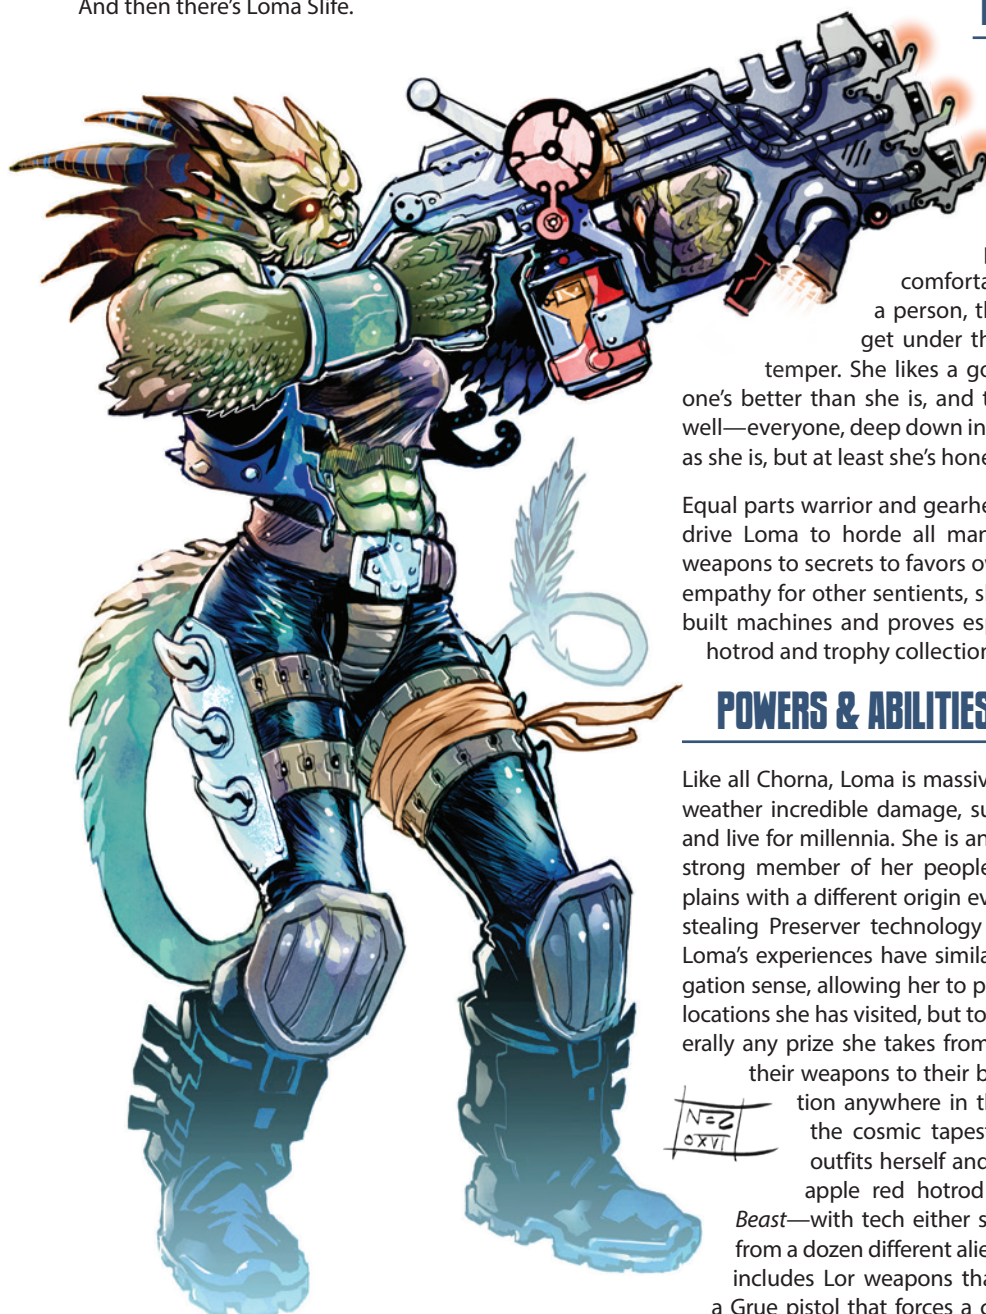 And then there's Loma Slife.
comforta
a person, th
get under th
temper. She likes a go
one's better than she is, and t
well—everyone, deep down in
as she is, but at least she's hone
Equal parts warrior and gearhe
drive Loma to horde all man
weapons to secrets to favors ov
empathy for other sentients, sl
built machines and proves esp
hotrod and trophy collection
POWERS & ABILITIES
Like all Chorna, Loma is massiv
weather incredible damage, su
and live for millennia. She is an
strong member of her people
plains with a different origin ev
stealing Preserver technology
Loma's experiences have simila
gation sense, allowing her to p
locations she has visited, but to
erally any prize she takes from
their weapons to their b
tion anywhere in th
the cosmic tapest
outfits herself and
apple red hotrod
Beast—with tech either s
from a dozen different alie
includes Lor weapons tha
a Grue pistol that forces a c